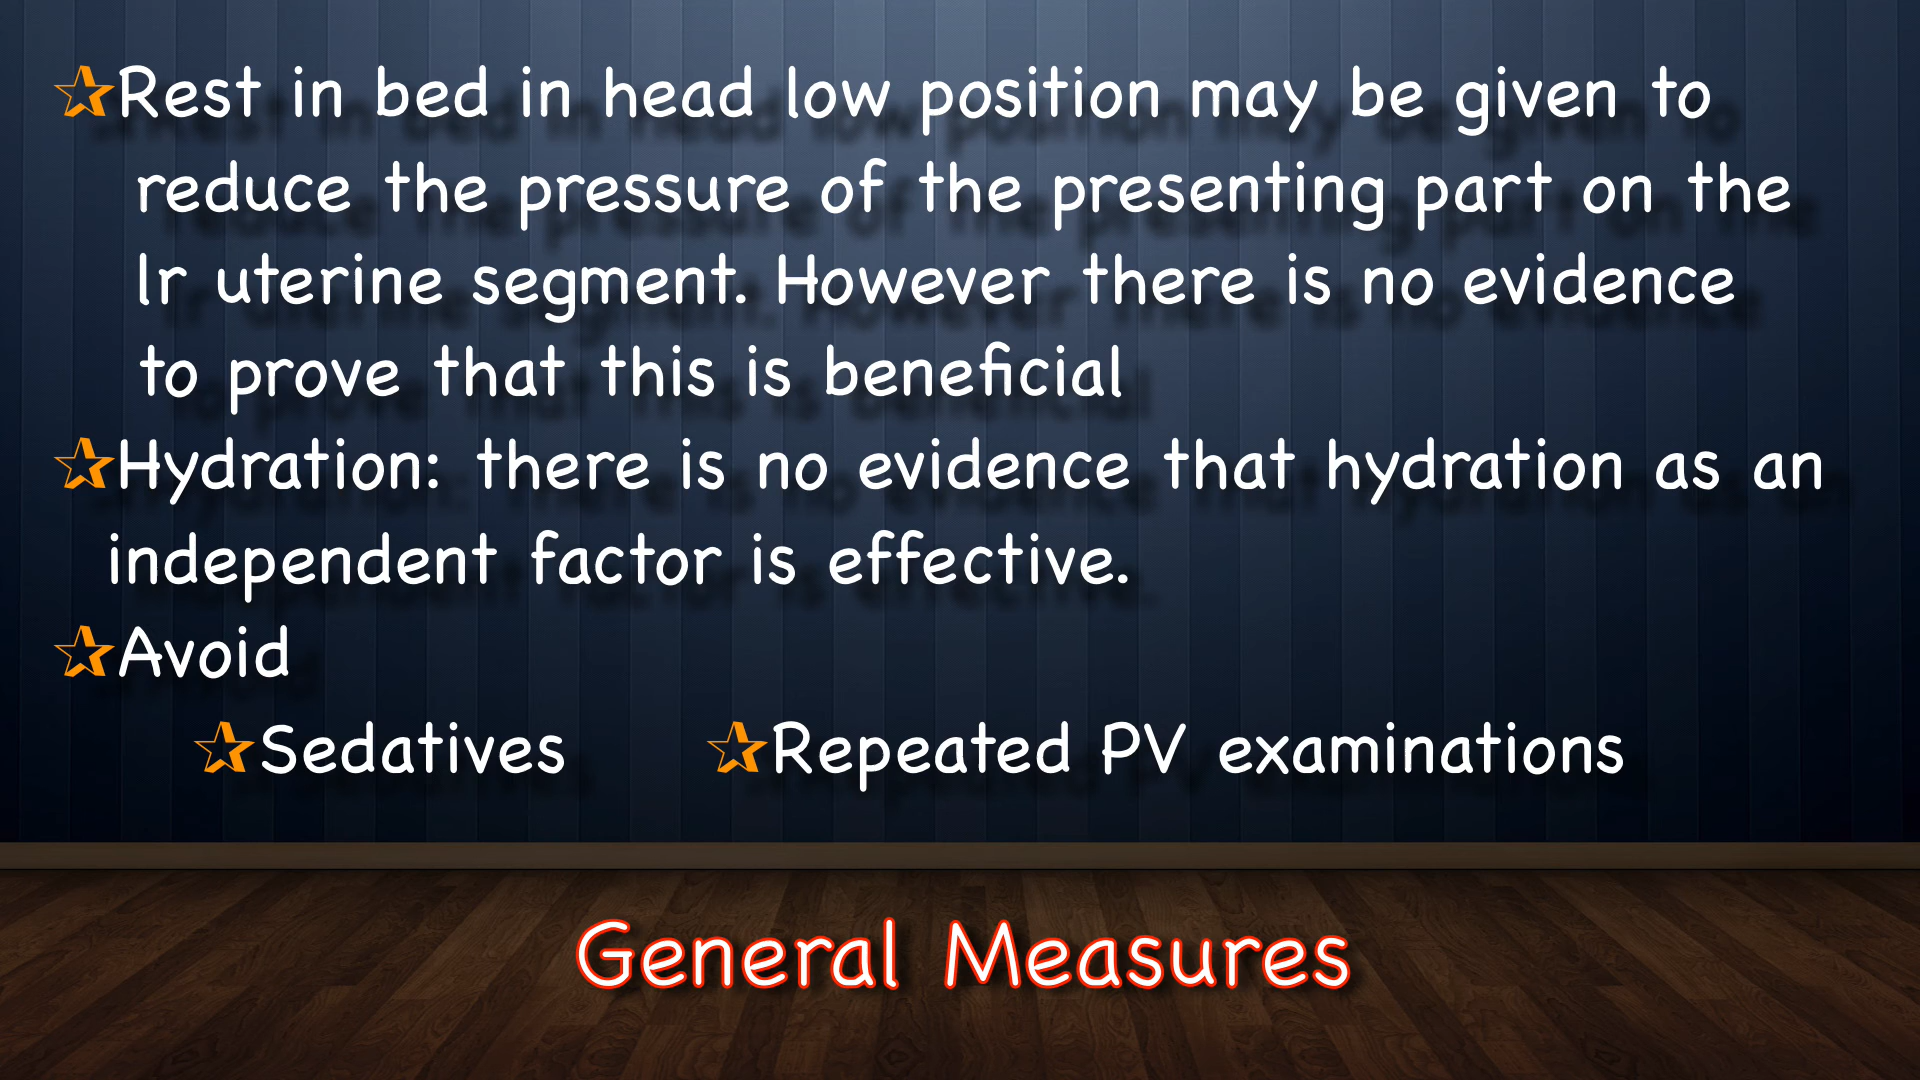 Rest in bed in head low position may be given to
reduce the pressure of the presenting part on the
lr uterine segment. However there is no evidence
to prove that this is beneficial
Hydration: there is no evidence that hydration as an
independent factor is effective.
Avoid
Sedatives Repeated PV examinations
General Measures